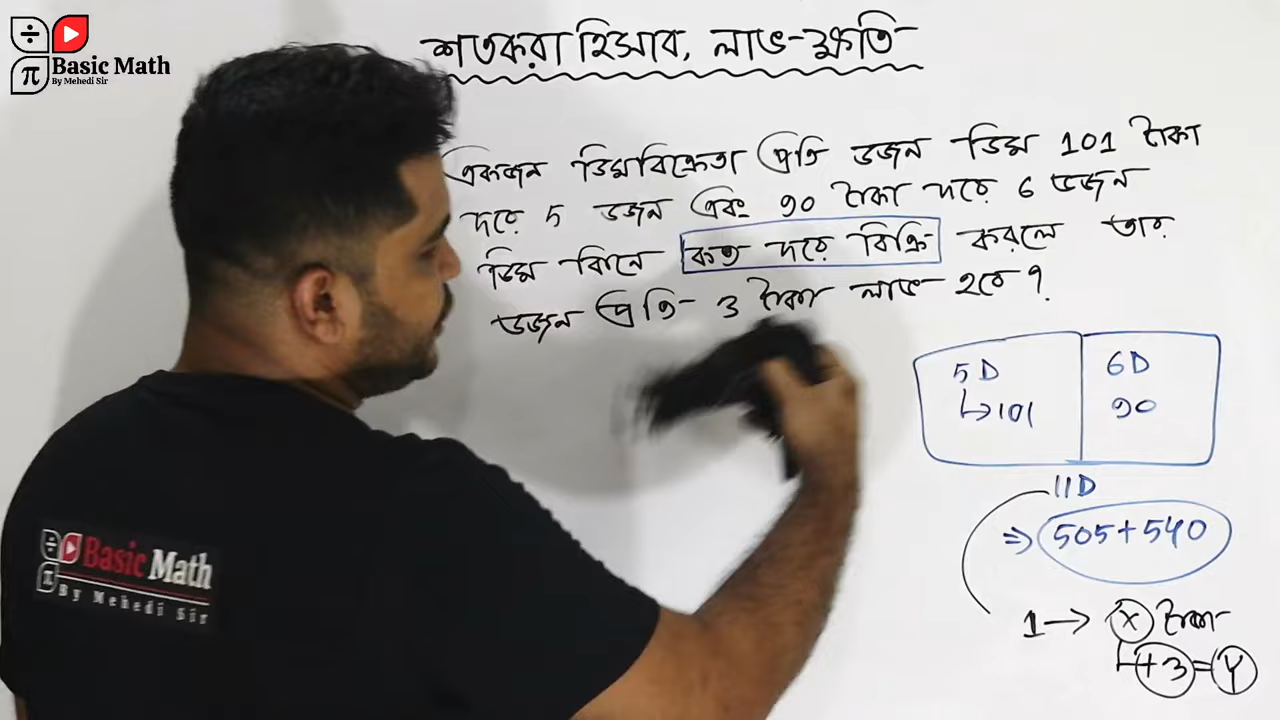 Basic Math
By Mehedi Sir
শতকরা হিসাব, লাভ-ক্ষতি
একজন ডিমবিক্রেতা প্রতি ডজন ডিম 101 টাকা
দরে 5 ডজন এবং 90 টাকা দরে 6 ডজন
ডিম কিনে কত দরে বিক্রি করলে তার
ডজন প্রতি 3 টাকা লাভ হবে?
5D 6D
↳101 90
11D
⇒ 505+540
1→ x টাকা
+3=Y
Basic Math
By Mehedi Sir